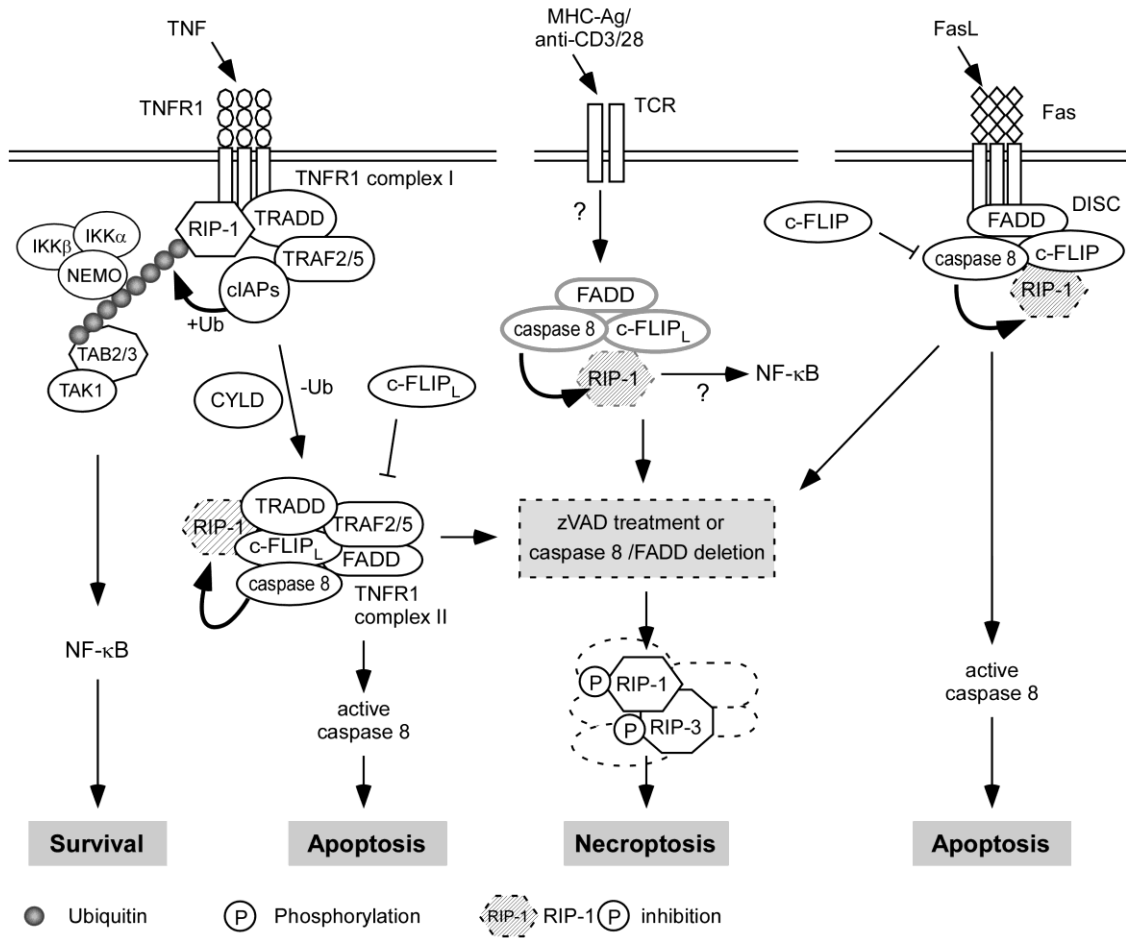 TNF
TNFR1
TNFR1 complex I
RIP-1
TRADD
TRAF2/5
cIAPs
IKKβ
IKKα
NEMO
+Ub
TAB2/3
TAK1
CYLD
-Ub
c-FLIPL
RIP-1
TRADD
TRAF2/5
c-FLIPL
FADD
caspase 8
TNFR1
complex II
NF-κB
active
caspase 8
MHC-Ag/
anti-CD3/28
TCR
?
FADD
caspase 8
c-FLIPL
RIP-1
?
NF-κB
zVAD treatment or
caspase 8 /FADD deletion
P
RIP-1
P
RIP-3
FasL
Fas
DISC
c-FLIP
FADD
caspase 8
c-FLIP
RIP-1
active
caspase 8
Survival
Apoptosis
Necroptosis
Apoptosis
Ubiquitin
P
Phosphorylation
RIP-1
RIP-1 P inhibition